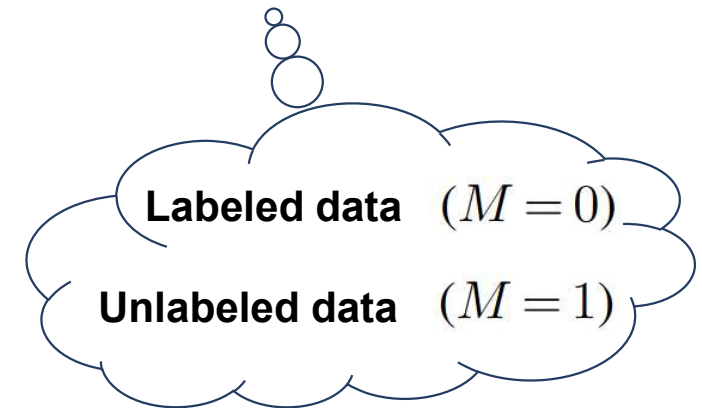 Labeled data (M = 0)
Unlabeled data (M = 1)